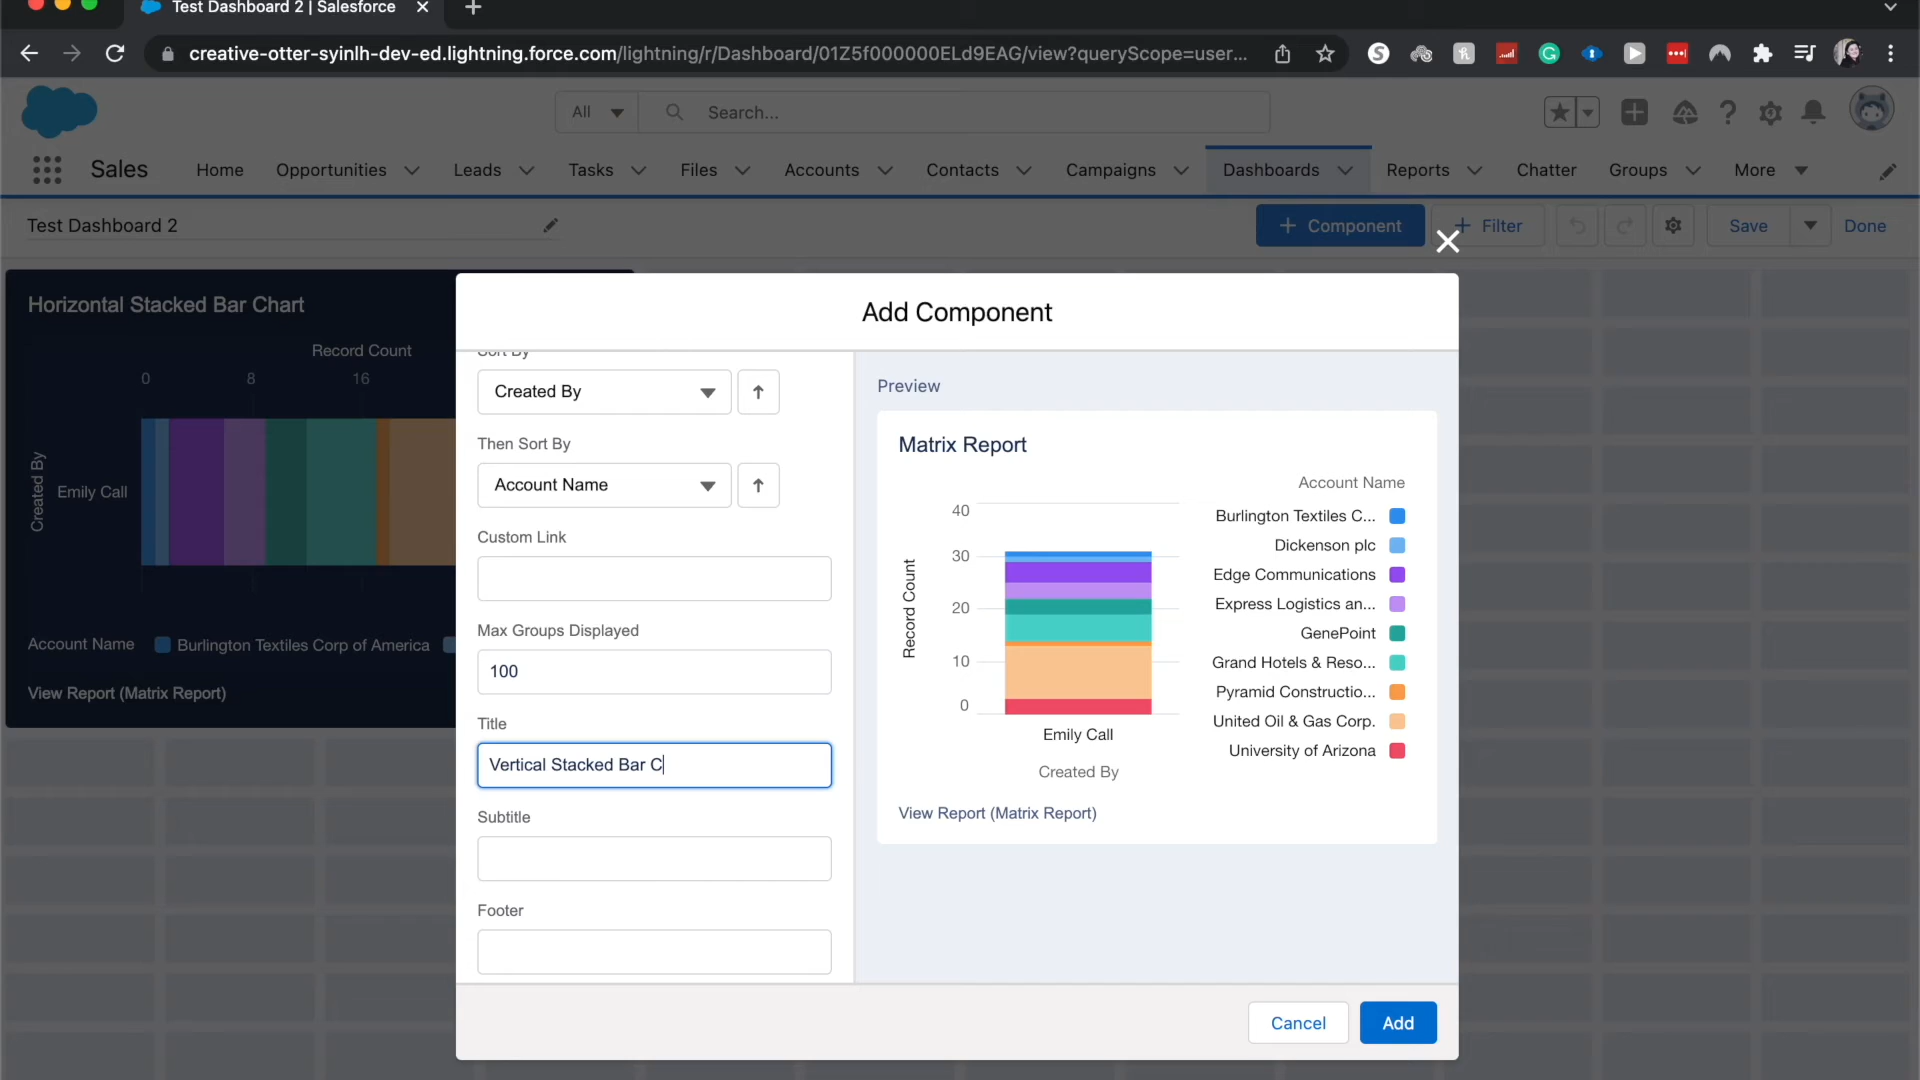 Test Dashboard 2 | Salesforce
creative-otter-syinlh-dev-ed.lightning.force.com/lightning/r/Dashboard/01Z5f000000ELd9EAG/view?queryScope=user...
All
Search...
Sales
Home
Opportunities
Leads
Tasks
Files
Accounts
Contacts
Campaigns
Dashboards
Reports
Chatter
Groups
More
Test Dashboard 2
+ Component
+ Filter
Save
Done
Horizontal Stacked Bar Chart
Record Count
0
8
16
Created By
Emily Call
Account Name
Burlington Textiles Corp of America
View Report (Matrix Report)
Add Component
Sort By
Created By
Then Sort By
Account Name
Custom Link
Max Groups Displayed
100
Title
Vertical Stacked Bar C
Subtitle
Footer
Preview
Matrix Report
Account Name
Burlington Textiles C...
Dickenson plc
Edge Communications
Express Logistics an...
GenePoint
Grand Hotels & Reso...
Pyramid Constructio...
United Oil & Gas Corp.
University of Arizona
Record Count
40
30
20
10
0
Emily Call
Created By
View Report (Matrix Report)
Cancel
Add